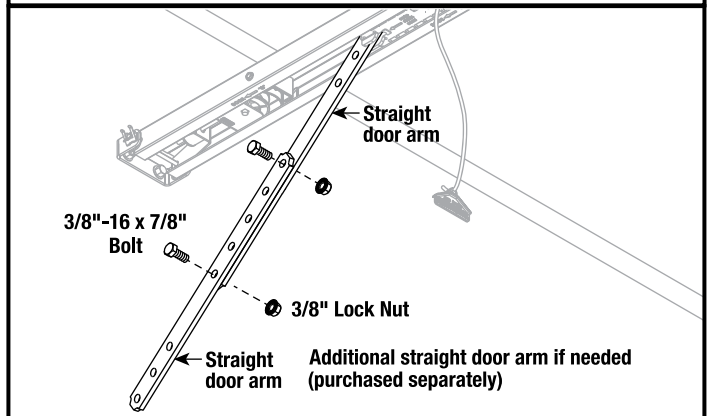 Straight
door arm
3/8"-16 x 7/8"
Bolt
3/8" Lock Nut
Straight
door arm
Additional straight door arm if needed
(purchased separately)